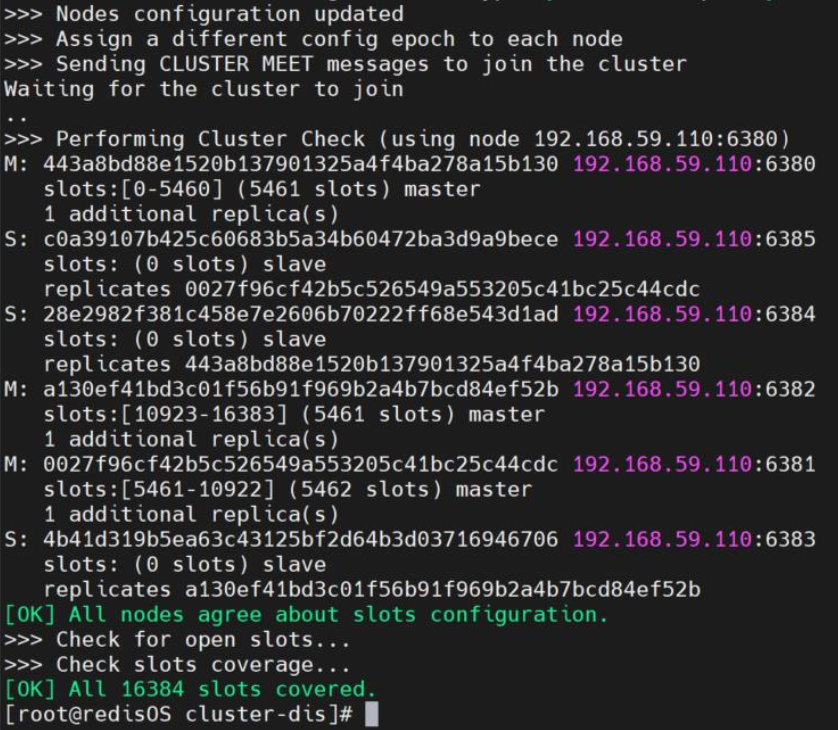 >>> Nodes configuration updated
>>> Assign a different config epoch to each node
>>> Sending CLUSTER MEET messages to join the cluster
Waiting for the cluster to join
..
>>> Performing Cluster Check (using node 192.168.59.110:6380)
M: 443a8bd88e1520b137901325a4f4ba278a15b130 192.168.59.110:6380
   slots:[0-5460] (5461 slots) master
   1 additional replica(s)
S: c0a39107b425c60683b5a34b60472ba3d9a9bece 192.168.59.110:6385
   slots: (0 slots) slave
   replicates 0027f96cf42b5c526549a553205c41bc25c44cdc
S: 28e2982f381c458e7e2606b70222ff68e543d1ad 192.168.59.110:6384
   slots: (0 slots) slave
   replicates 443a8bd88e1520b137901325a4f4ba278a15b130
M: a130ef41bd3c01f56b91f969b2a4b7bcd84ef52b 192.168.59.110:6382
   slots:[10923-16383] (5461 slots) master
   1 additional replica(s)
M: 0027f96cf42b5c526549a553205c41bc25c44cdc 192.168.59.110:6381
   slots:[5461-10922] (5462 slots) master
   1 additional replica(s)
S: 4b41d319b5ea63c43125bf2d64b3d03716946706 192.168.59.110:6383
   slots: (0 slots) slave
   replicates a130ef41bd3c01f56b91f969b2a4b7bcd84ef52b
[OK] All nodes agree about slots configuration.
>>> Check for open slots...
>>> Check slots coverage...
[OK] All 16384 slots covered.
[root@redisOS cluster-dis]#